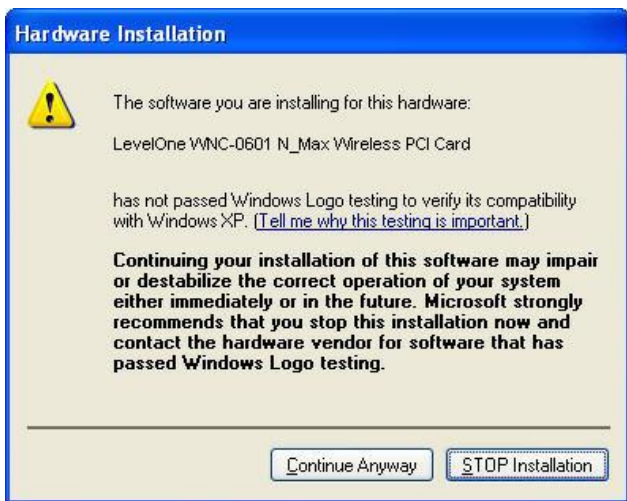 Hardware Installation
The software you are installing for this hardware:
LevelOne WNC-0601 N_Max Wireless PCI Card
has not passed Windows Logo testing to verify its compatibility
with Windows XP. (Tell me why this testing is important.)
Continuing your installation of this software may impair
or destabilize the correct operation of your system
either immediately or in the future. Microsoft strongly
recommends that you stop this installation now and
contact the hardware vendor for software that has
passed Windows Logo testing.
Continue Anyway
STOP Installation